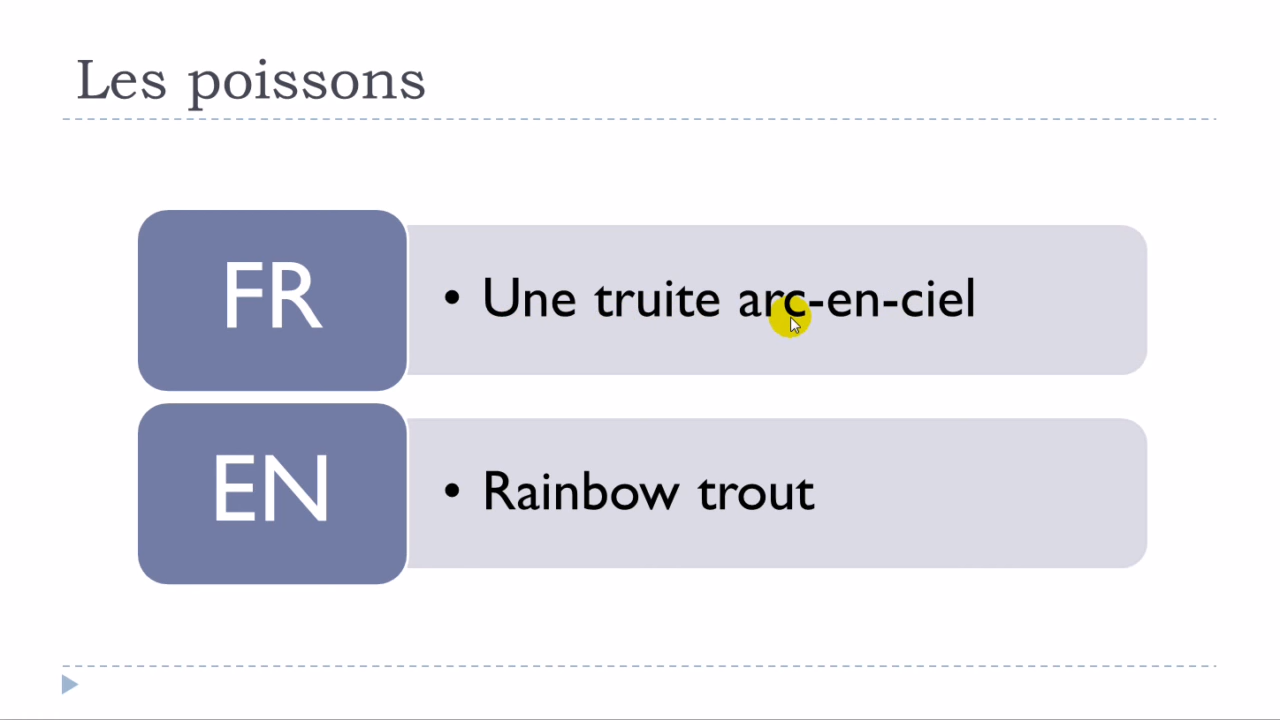 Les poissons
FR
• Une truite arc-en-ciel
EN
• Rainbow trout